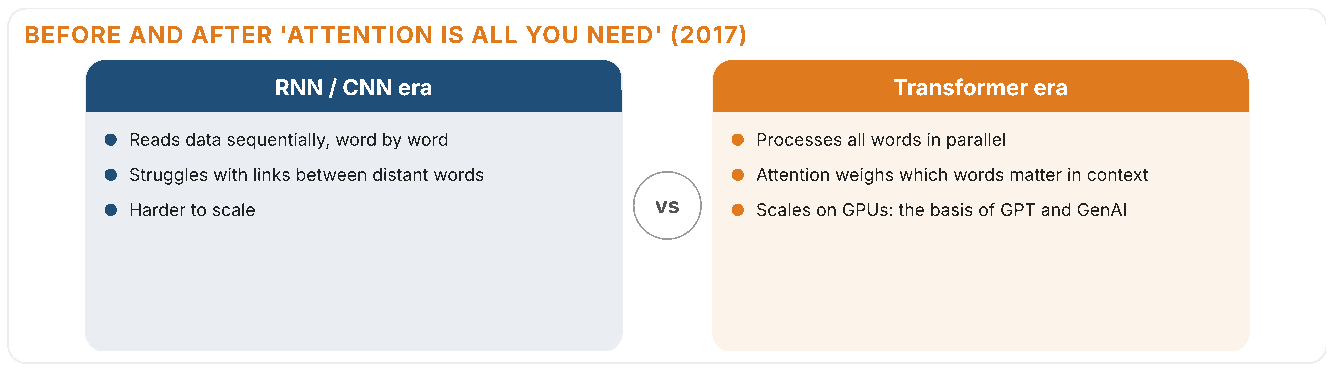 BEFORE AND AFTER 'ATTENTION IS ALL YOU NEED' (2017)
RNN / CNN era
Reads data sequentially, word by word
Struggles with links between distant words
Harder to scale
vs
Transformer era
Processes all words in parallel
Attention weighs which words matter in context
Scales on GPUs: the basis of GPT and GenAI